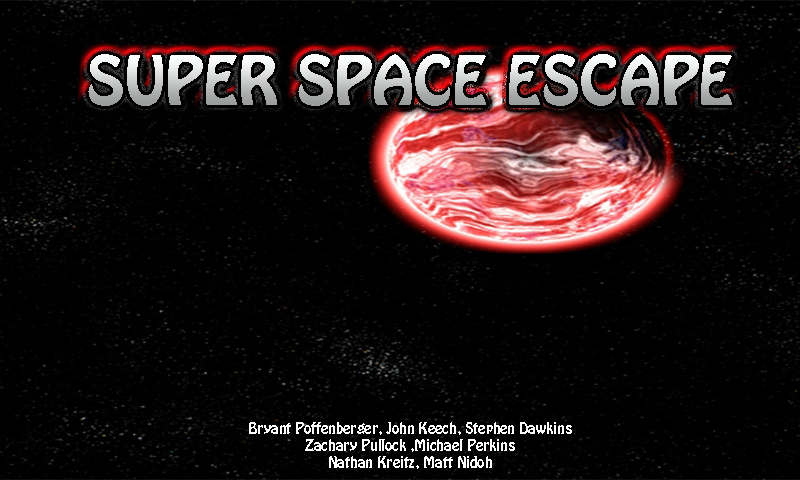 SUPER SPACE ESCAPE
Bryant Poffenberger, John Keech, Stephen Dawkins
Zachary Pullock ,Michael Perkins
Nathan Kreitz, Matt Nidoh